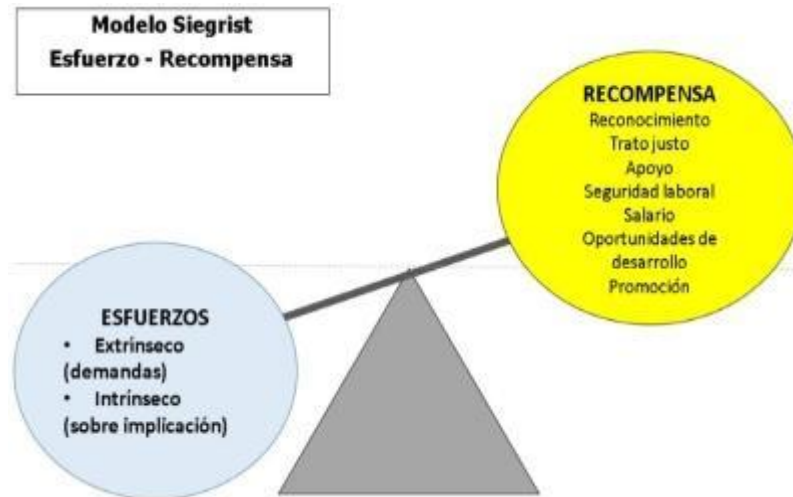 Modelo Siegrist
Esfuerzo - Recompensa
RECOMPENSA
Reconocimiento
Trato justo
Apoyo
Seguridad laboral
Salario
Oportunidades de
desarrollo
Promoción
ESFUERZOS
• Extrínseco
(demandas)
• Intrínseco
(sobre implicación)